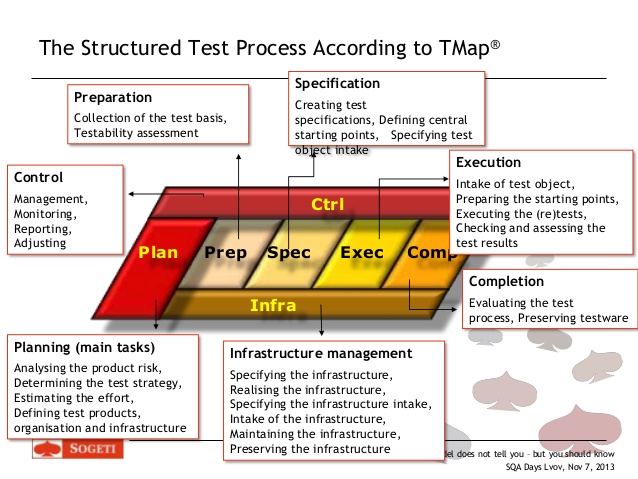 The Structured Test Process According to TMap®
Preparation
Collection of the test basis,
Testability assessment
Specification
Creating test
specifications, Defining central
starting points, Specifying test
object intake
Control
Management,
Monitoring,
Reporting,
Adjusting
Execution
Intake of test object,
Preparing the starting points,
Executing the (re)tests,
Checking and assessing the
test results
Ctrl
Plan
Prep
Spec
Exec
Comp
Infra
Completion
Evaluating the test
process, Preserving testware
Planning (main tasks)
Analysing the product risk,
Determining the test strategy,
Estimating the effort,
Defining test products,
organisation and infrastructure
Infrastructure management
Specifying the infrastructure,
Realising the infrastructure,
Specifying the infrastructure intake,
Intake of the infrastructure,
Maintaining the infrastructure,
Preserving the infrastructure
SOGETI
does not tell you – but you should know
SQA Days Lvov, Nov 7, 2013